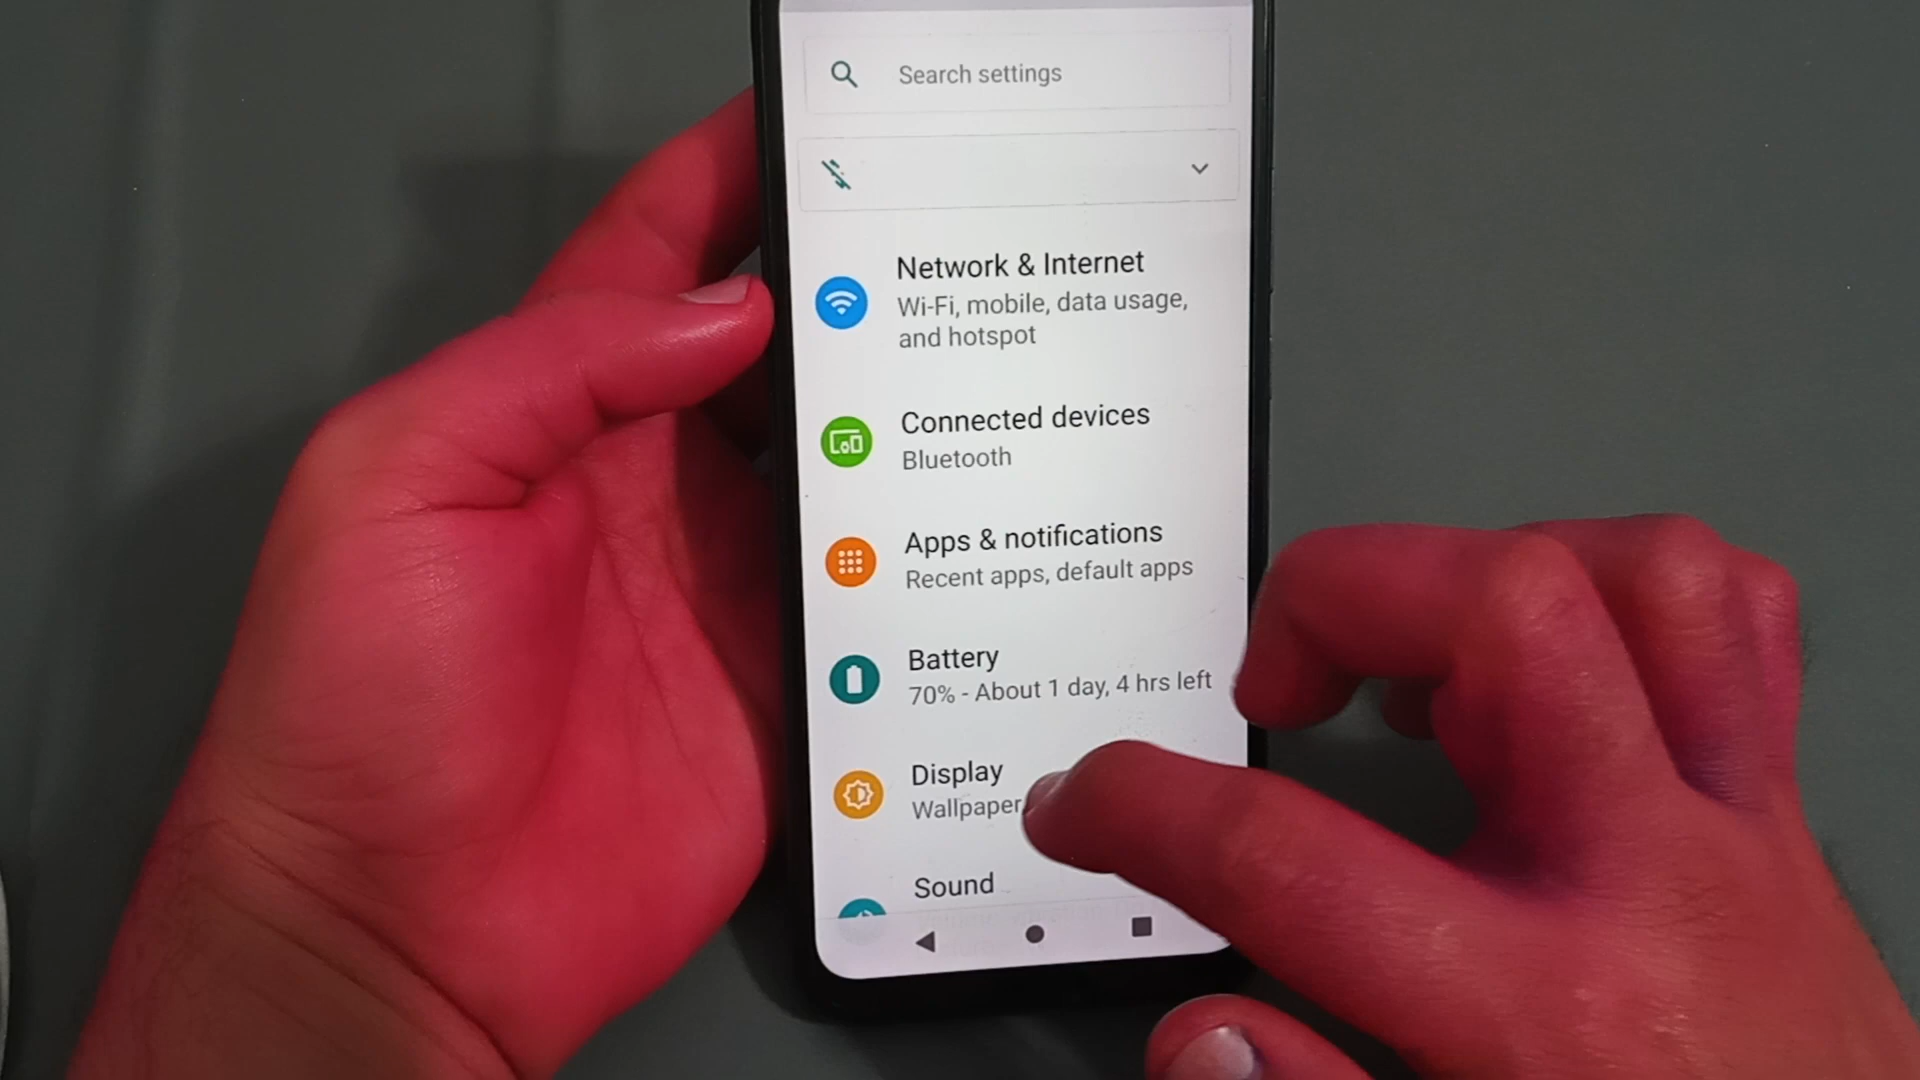 Search settings
Network & Internet
Wi-Fi, mobile, data usage,
and hotspot
Connected devices
Bluetooth
Apps & notifications
Recent apps, default apps
Battery
70% - About 1 day, 4 hrs left
Display
Wallpaper
Sound